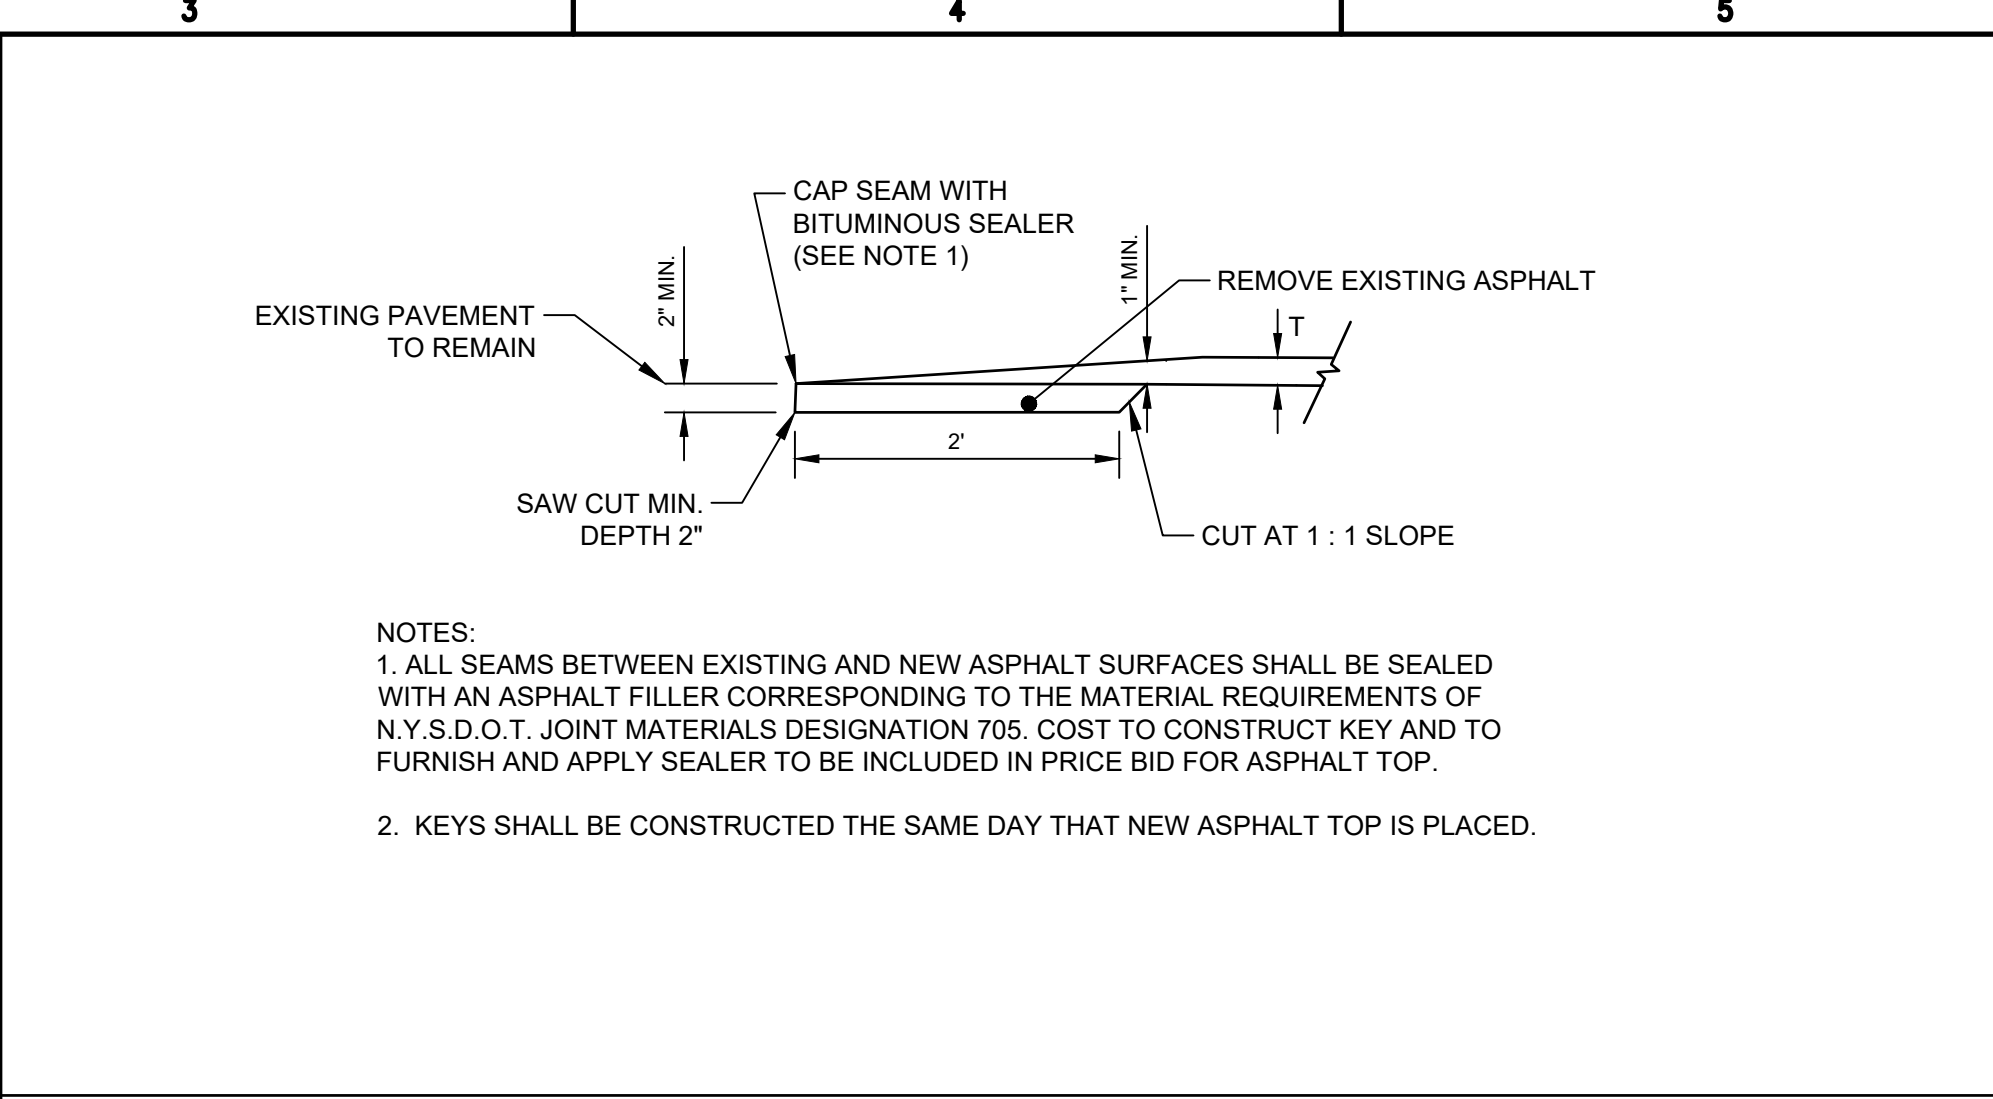 3
4
5
CAP SEAM WITH
BITUMINOUS SEALER
(SEE NOTE 1)
2" MIN.
1" MIN.
REMOVE EXISTING ASPHALT
EXISTING PAVEMENT
TO REMAIN
T
2'
SAW CUT MIN.
DEPTH 2"
CUT AT 1 : 1 SLOPE
NOTES:
1. ALL SEAMS BETWEEN EXISTING AND NEW ASPHALT SURFACES SHALL BE SEALED
WITH AN ASPHALT FILLER CORRESPONDING TO THE MATERIAL REQUIREMENTS OF
N.Y.S.D.O.T. JOINT MATERIALS DESIGNATION 705. COST TO CONSTRUCT KEY AND TO
FURNISH AND APPLY SEALER TO BE INCLUDED IN PRICE BID FOR ASPHALT TOP.
2. KEYS SHALL BE CONSTRUCTED THE SAME DAY THAT NEW ASPHALT TOP IS PLACED.